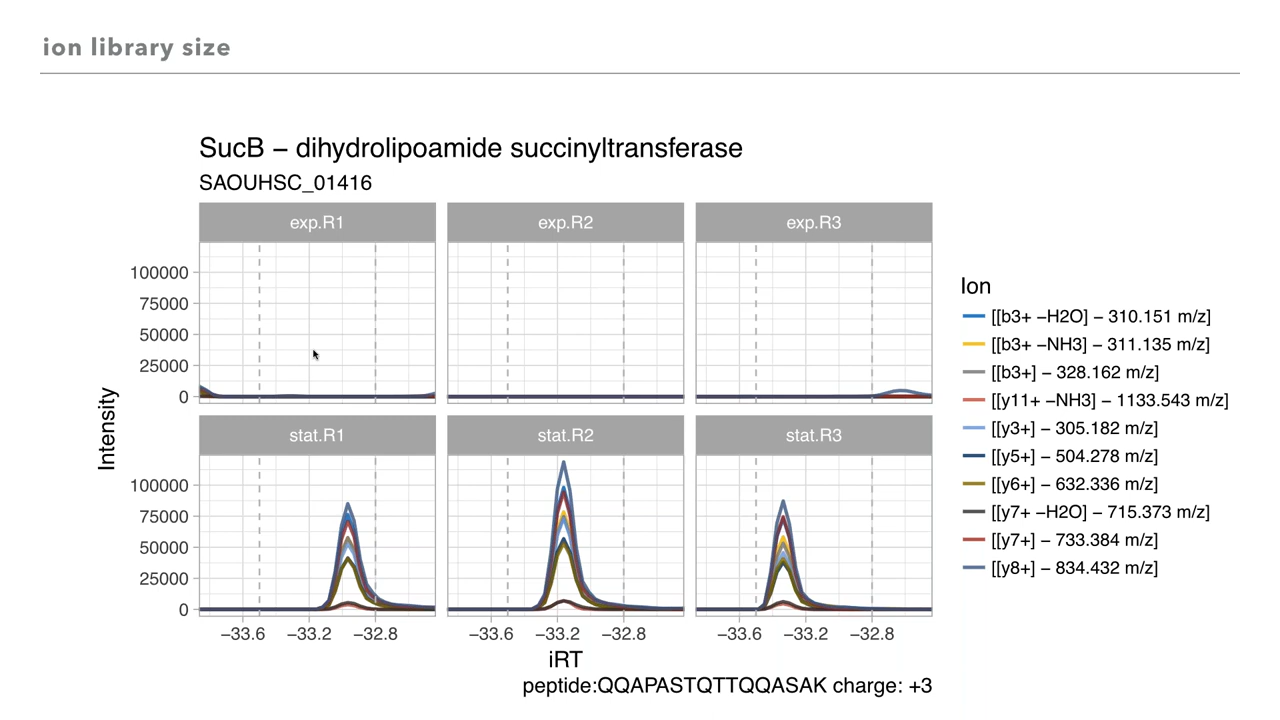 ion library size
SucB – dihydrolipoamide succinyltransferase
SAOUHSC_01416
exp.R1 exp.R2 exp.R3
100000
75000
50000
25000
0
stat.R1 stat.R2 stat.R3
100000
75000
50000
25000
0
Intensity
−33.6 −33.2 −32.8 −33.6 −33.2 −32.8 −33.6 −33.2 −32.8
iRT
peptide:QQAPASTQTTQQASAK charge: +3
Ion
[[b3+ −H2O] − 310.151 m/z]
[[b3+ −NH3] − 311.135 m/z]
[[b3+] − 328.162 m/z]
[[y11+ −NH3] − 1133.543 m/z]
[[y3+] − 305.182 m/z]
[[y5+] − 504.278 m/z]
[[y6+] − 632.336 m/z]
[[y7+ −H2O] − 715.373 m/z]
[[y7+] − 733.384 m/z]
[[y8+] − 834.432 m/z]